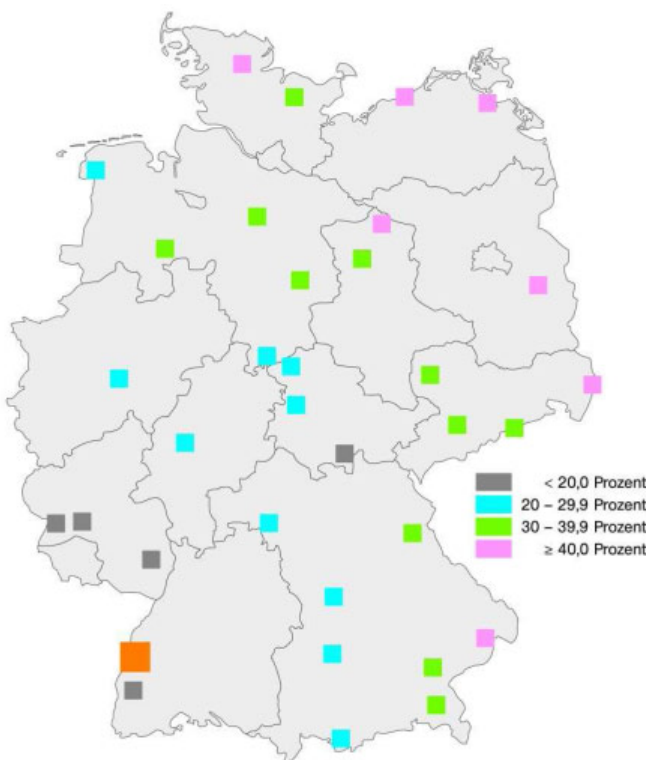 < 20,0 Prozent
20 – 29,9 Prozent
30 – 39,9 Prozent
≥ 40,0 Prozent